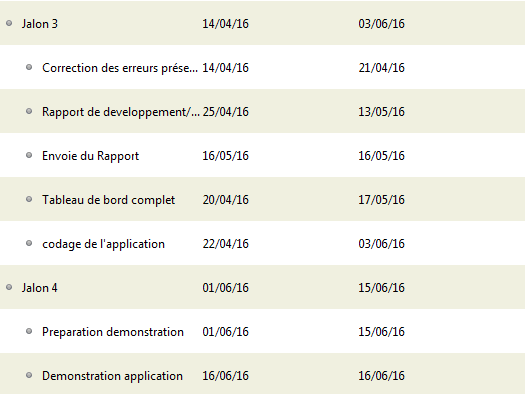 Jalon 3 14/04/16 03/06/16
Correction des erreurs prése... 14/04/16 21/04/16
Rapport de developpement/... 25/04/16 13/05/16
Envoie du Rapport 16/05/16 16/05/16
Tableau de bord complet 20/04/16 17/05/16
codage de l'application 22/04/16 03/06/16
Jalon 4 01/06/16 15/06/16
Preparation demonstration 01/06/16 15/06/16
Demonstration application 16/06/16 16/06/16